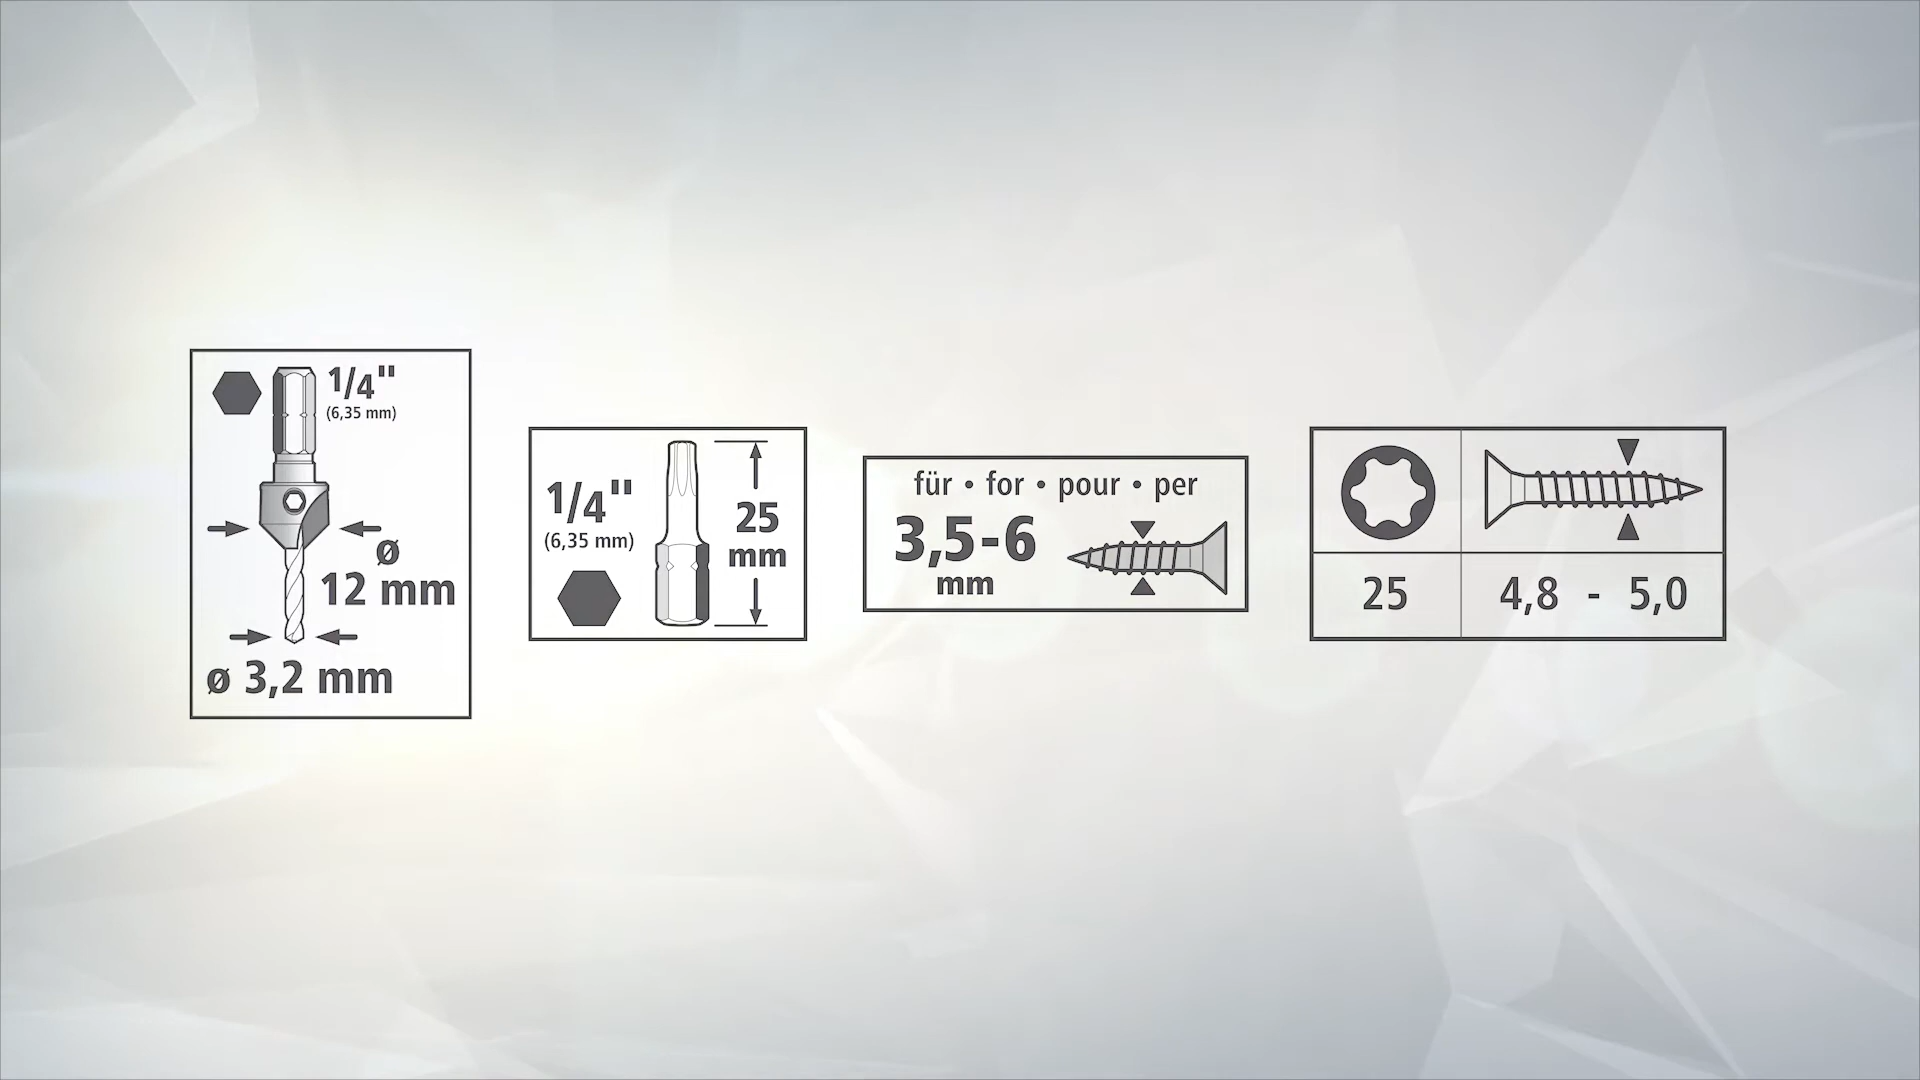 1/4"
(6,35 mm)
ø
12 mm
ø 3,2 mm
1/4"
(6,35 mm)
25
mm
für • for • pour • per
3,5-6
mm
25
4,8 - 5,0